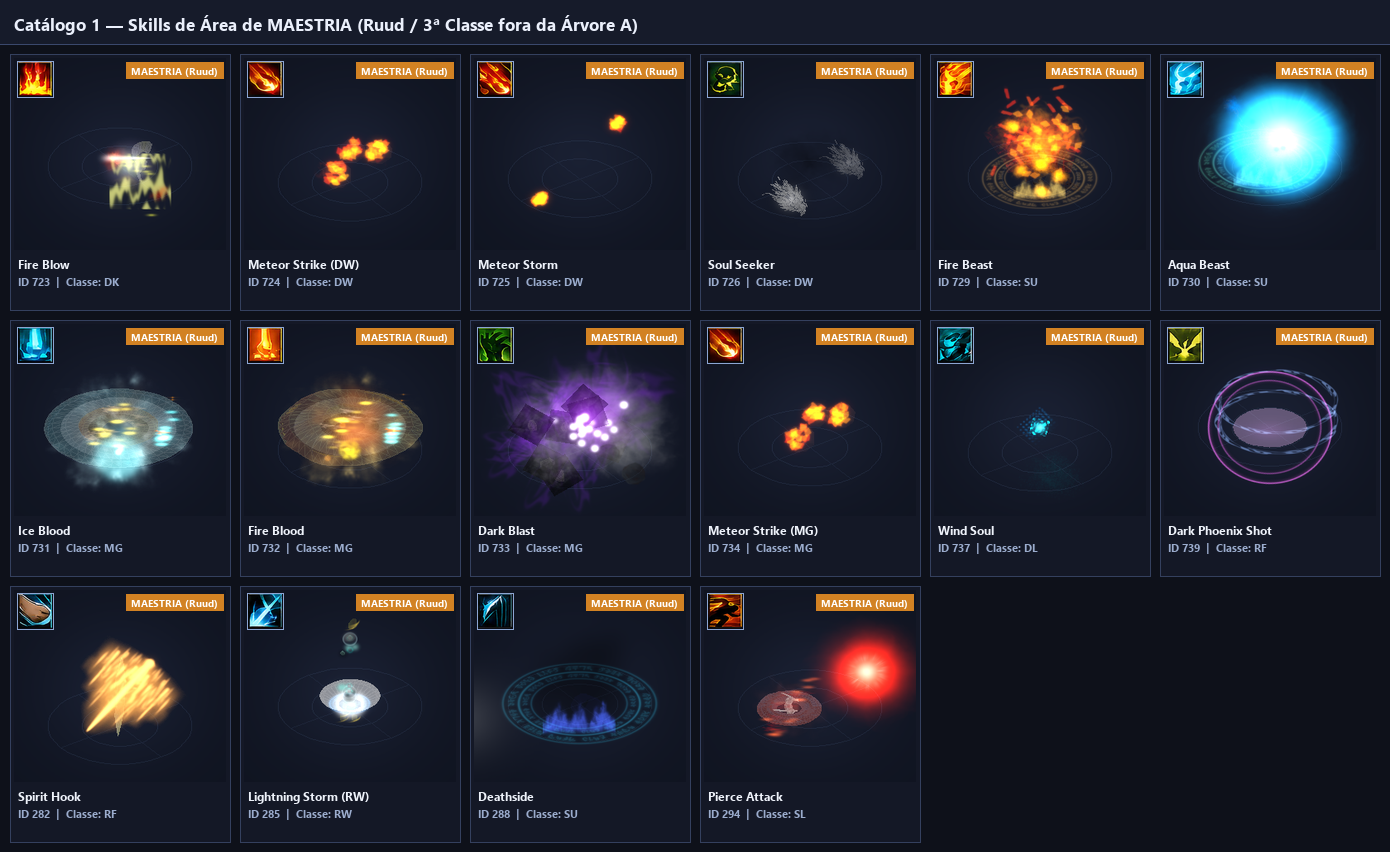 Catálogo 1 — Skills de Área de MAESTRIA (Ruud / 3ª Classe fora da Árvore A)
MAESTRIA (Ruud)
Fire Blow
ID 723 | Classe: DK
MAESTRIA (Ruud)
Meteor Strike (DW)
ID 724 | Classe: DW
MAESTRIA (Ruud)
Meteor Storm
ID 725 | Classe: DW
MAESTRIA (Ruud)
Soul Seeker
ID 726 | Classe: DW
MAESTRIA (Ruud)
Fire Beast
ID 729 | Classe: SU
MAESTRIA (Ruud)
Aqua Beast
ID 730 | Classe: SU
MAESTRIA (Ruud)
Ice Blood
ID 731 | Classe: MG
MAESTRIA (Ruud)
Fire Blood
ID 732 | Classe: MG
MAESTRIA (Ruud)
Dark Blast
ID 733 | Classe: MG
MAESTRIA (Ruud)
Meteor Strike (MG)
ID 734 | Classe: MG
MAESTRIA (Ruud)
Wind Soul
ID 737 | Classe: DL
MAESTRIA (Ruud)
Dark Phoenix Shot
ID 739 | Classe: RF
MAESTRIA (Ruud)
Spirit Hook
ID 282 | Classe: RF
MAESTRIA (Ruud)
Lightning Storm (RW)
ID 285 | Classe: RW
MAESTRIA (Ruud)
Deathside
ID 288 | Classe: SU
MAESTRIA (Ruud)
Pierce Attack
ID 294 | Classe: SL